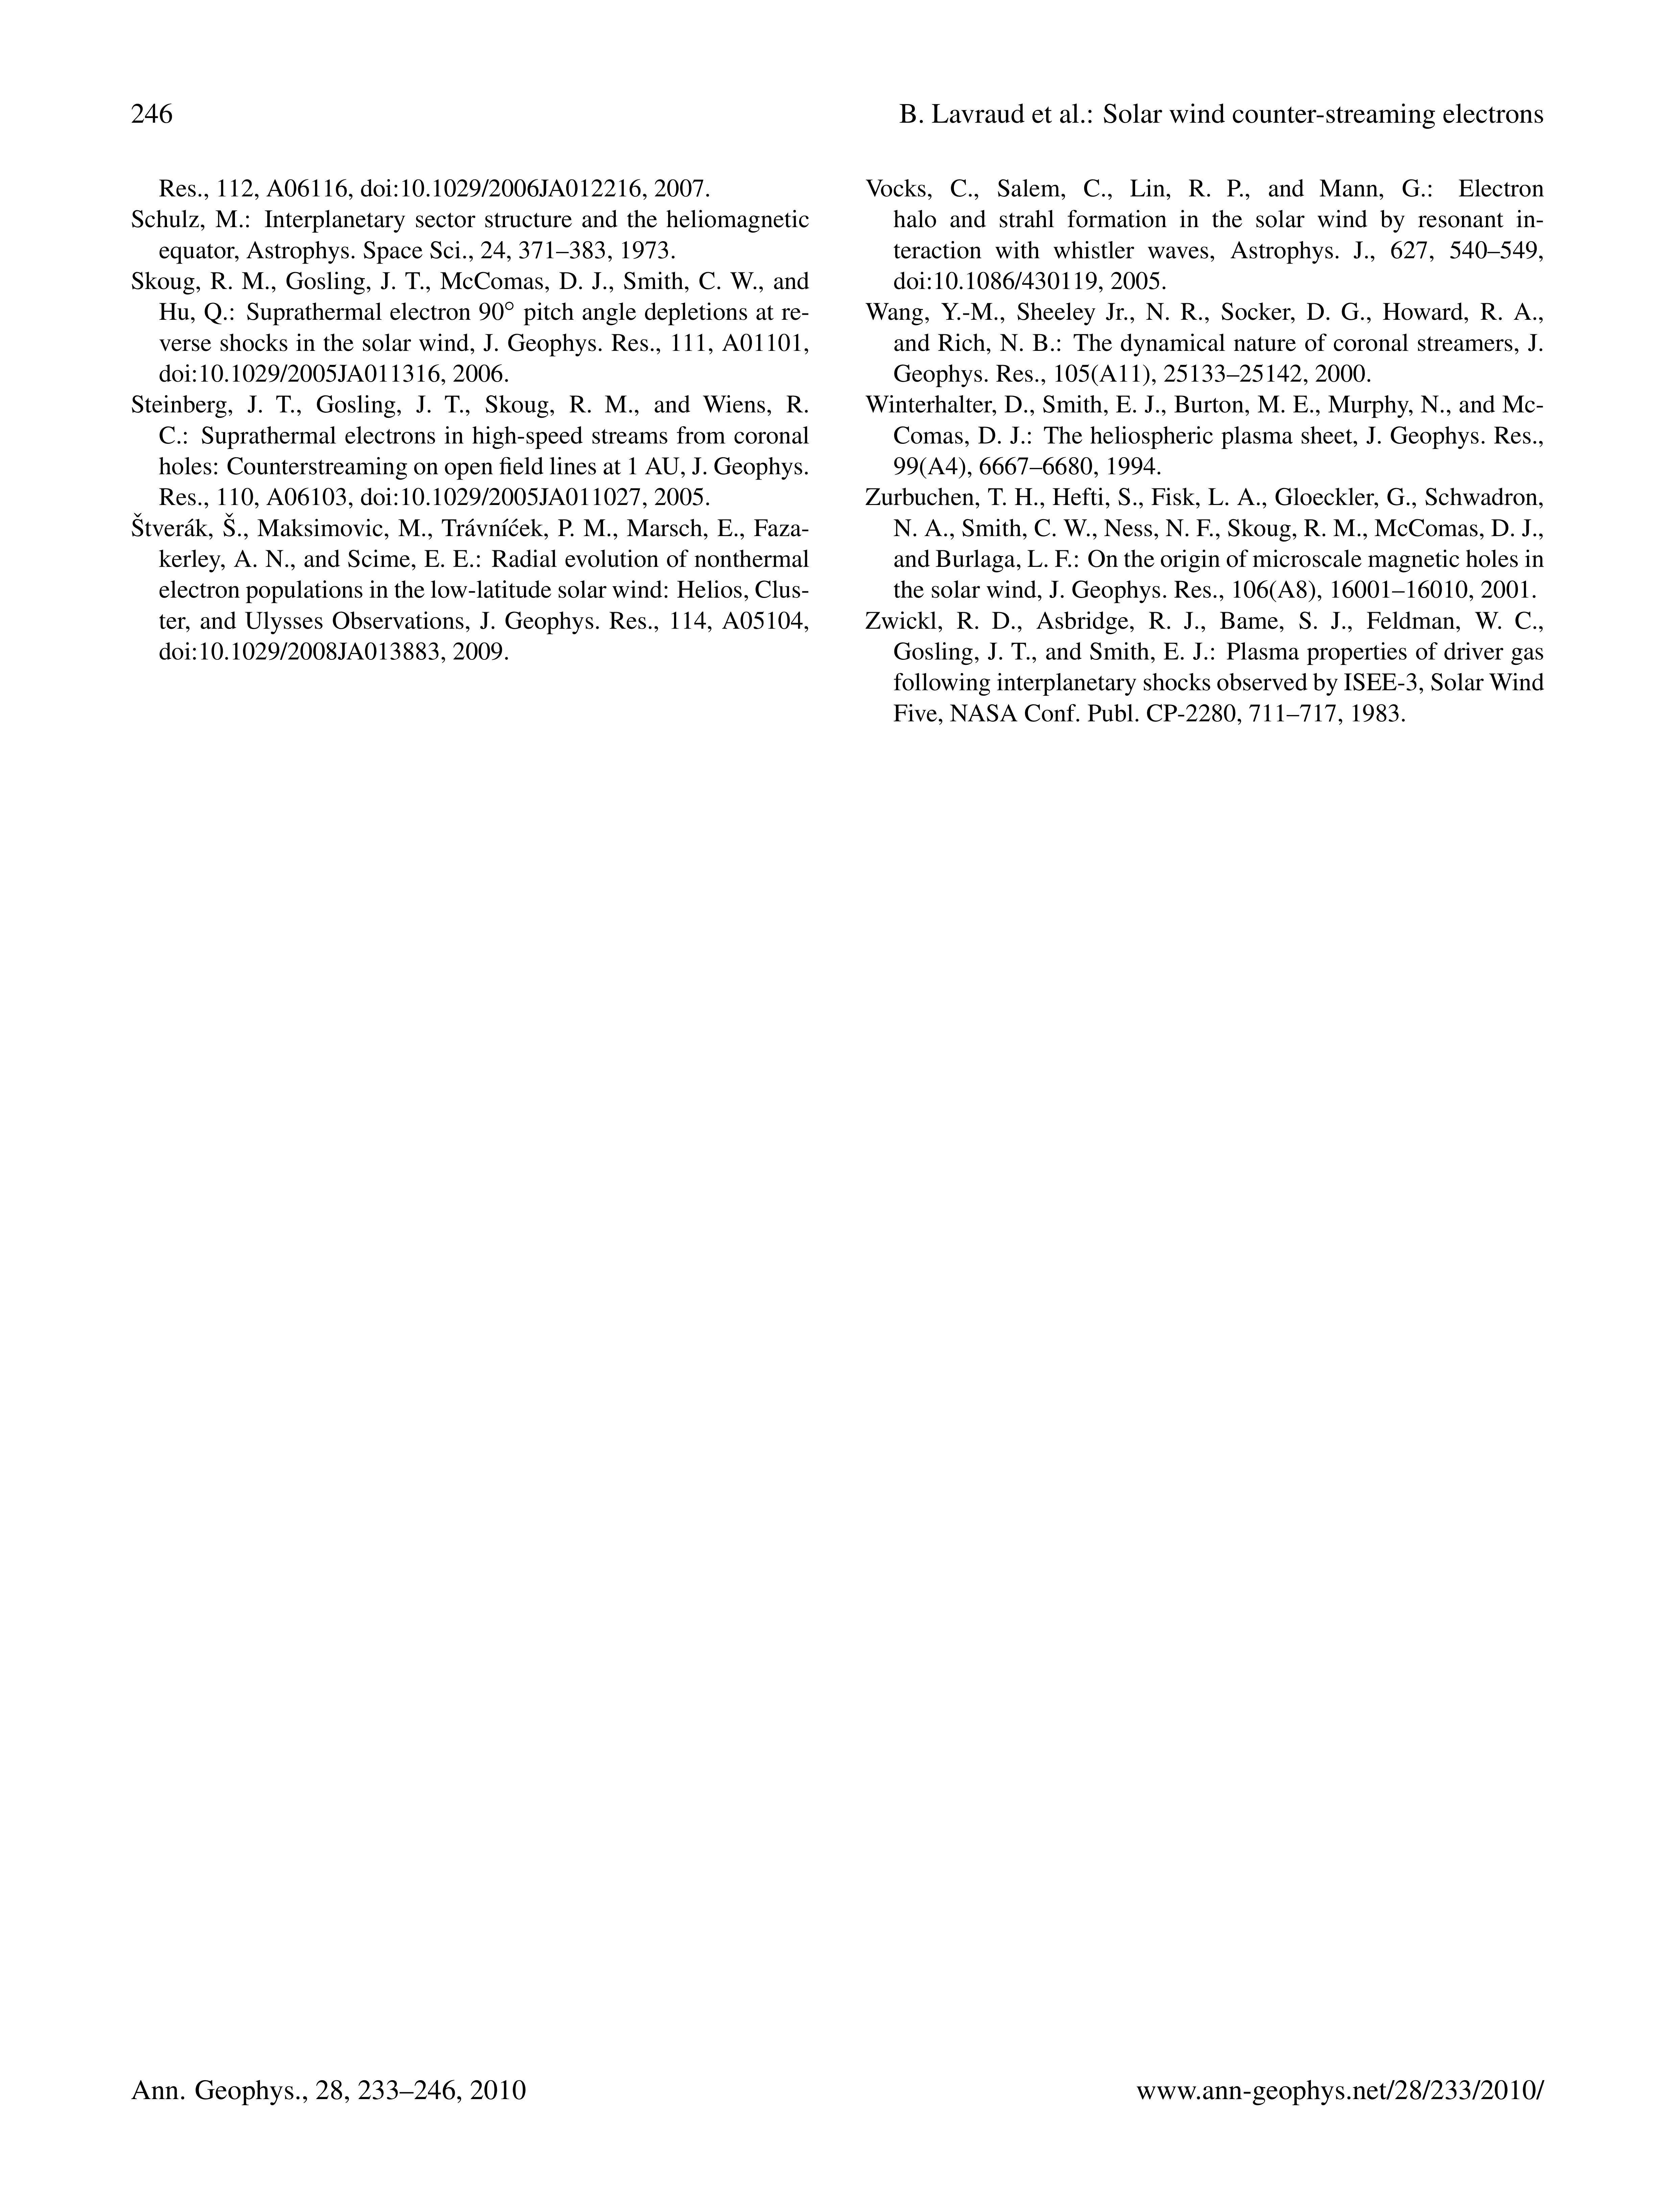 246
B. Lavraud et al.: Solar wind counter-streaming electrons
Res., 112, A06116, doi:10.1029/2006JA012216, 2007.
Schulz, M.: Interplanetary sector structure and the heliomagnetic
equator, Astrophys. Space Sci., 24, 371–383, 1973.
Skoug, R. M., Gosling, J. T., McComas, D. J., Smith, C. W., and
Hu, Q.: Suprathermal electron 90° pitch angle depletions at re-
verse shocks in the solar wind, J. Geophys. Res., 111, A01101,
doi:10.1029/2005JA011316, 2006.
Steinberg, J. T., Gosling, J. T., Skoug, R. M., and Wiens, R.
C.: Suprathermal electrons in high-speed streams from coronal
holes: Counterstreaming on open field lines at 1 AU, J. Geophys.
Res., 110, A06103, doi:10.1029/2005JA011027, 2005.
Štverák, Š., Maksimovic, M., Trávníćek, P. M., Marsch, E., Faza-
kerley, A. N., and Scime, E. E.: Radial evolution of nonthermal
electron populations in the low-latitude solar wind: Helios, Clus-
ter, and Ulysses Observations, J. Geophys. Res., 114, A05104,
doi:10.1029/2008JA013883, 2009.
Vocks, C., Salem, C., Lin, R. P., and Mann, G.: Electron
halo and strahl formation in the solar wind by resonant in-
teraction with whistler waves, Astrophys. J., 627, 540–549,
doi:10.1086/430119, 2005.
Wang, Y.-M., Sheeley Jr., N. R., Socker, D. G., Howard, R. A.,
and Rich, N. B.: The dynamical nature of coronal streamers, J.
Geophys. Res., 105(A11), 25133–25142, 2000.
Winterhalter, D., Smith, E. J., Burton, M. E., Murphy, N., and Mc-
Comas, D. J.: The heliospheric plasma sheet, J. Geophys. Res.,
99(A4), 6667–6680, 1994.
Zurbuchen, T. H., Hefti, S., Fisk, L. A., Gloeckler, G., Schwadron,
N. A., Smith, C. W., Ness, N. F., Skoug, R. M., McComas, D. J.,
and Burlaga, L. F.: On the origin of microscale magnetic holes in
the solar wind, J. Geophys. Res., 106(A8), 16001–16010, 2001.
Zwickl, R. D., Asbridge, R. J., Bame, S. J., Feldman, W. C.,
Gosling, J. T., and Smith, E. J.: Plasma properties of driver gas
following interplanetary shocks observed by ISEE-3, Solar Wind
Five, NASA Conf. Publ. CP-2280, 711–717, 1983.
Ann. Geophys., 28, 233–246, 2010
www.ann-geophys.net/28/233/2010/